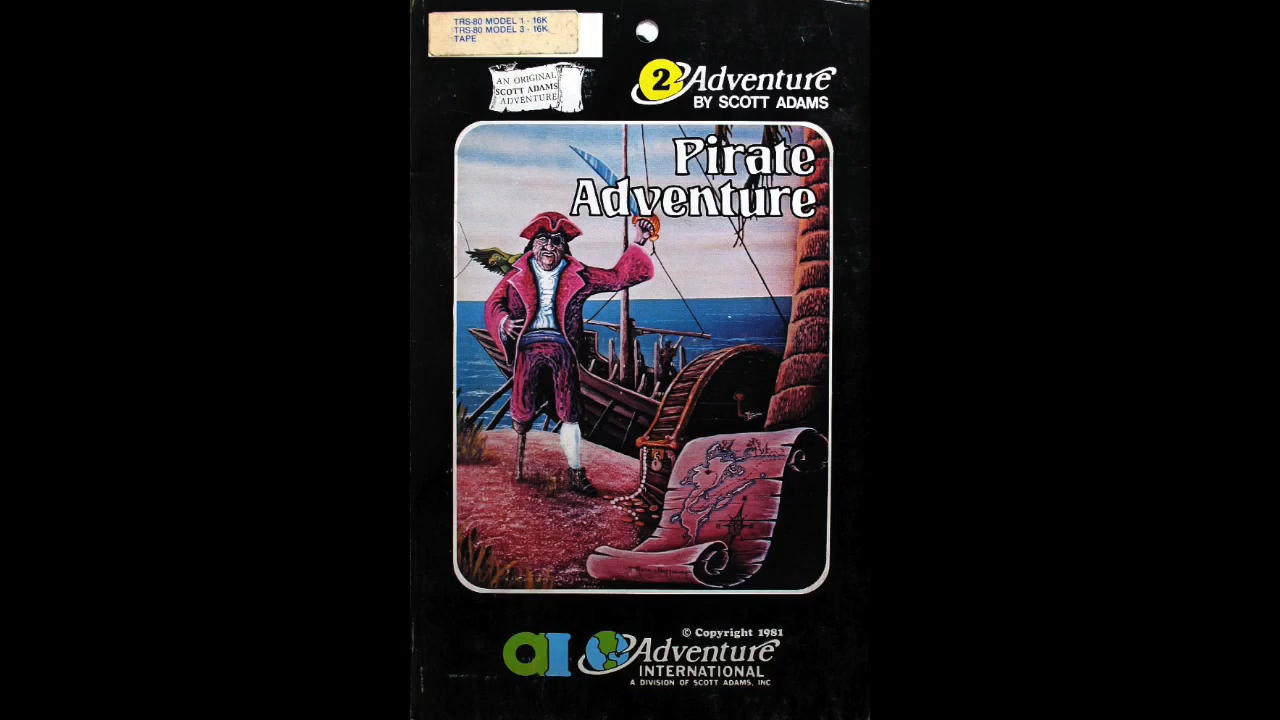 TRS-80 MODEL 1 - 16K
TRS-80 MODEL 3 - 16K
TAPE
AN ORIGINAL
SCOTT ADAMS
ADVENTURE
2 Adventure
BY SCOTT ADAMS
Pirate
Adventure
© Copyright 1981
ai Adventure
INTERNATIONAL
A DIVISION OF SCOTT ADAMS, INC